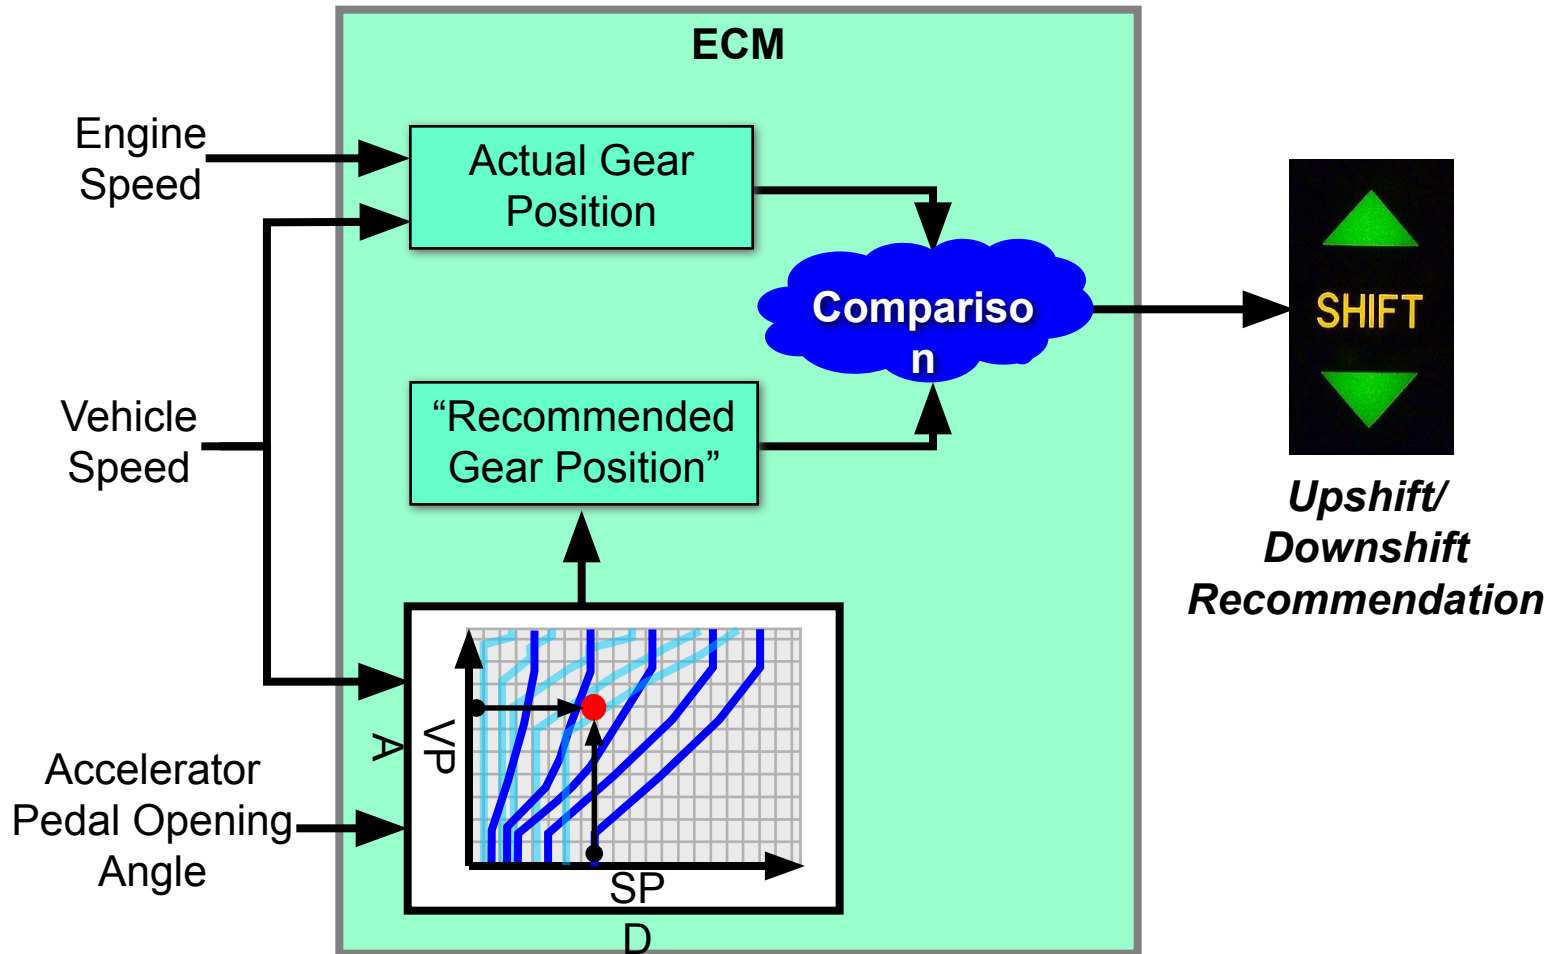 ECM
Engine
Speed
Actual Gear
Position
Compariso
n
SHIFT
Vehicle
Speed
“Recommended
Gear Position”
Upshift/
Downshift
Recommendation
Accelerator
Pedal Opening
Angle
VP
A
SP
D